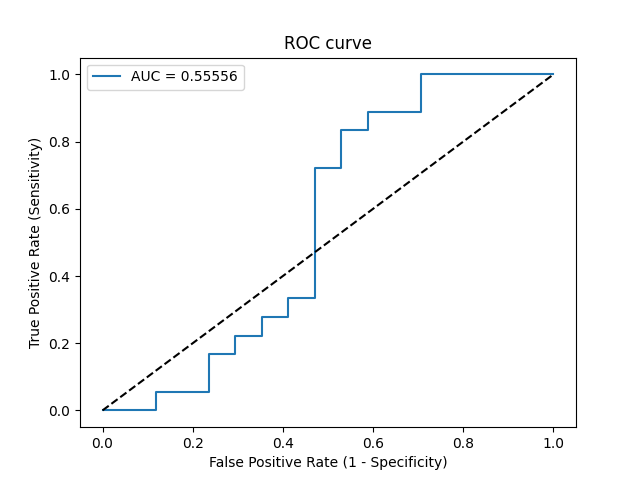 ROC curve
AUC = 0.55556
True Positive Rate (Sensitivity)
1.0
0.8
0.6
0.4
0.2
0.0
0.0 0.2 0.4 0.6 0.8 1.0
False Positive Rate (1 - Specificity)